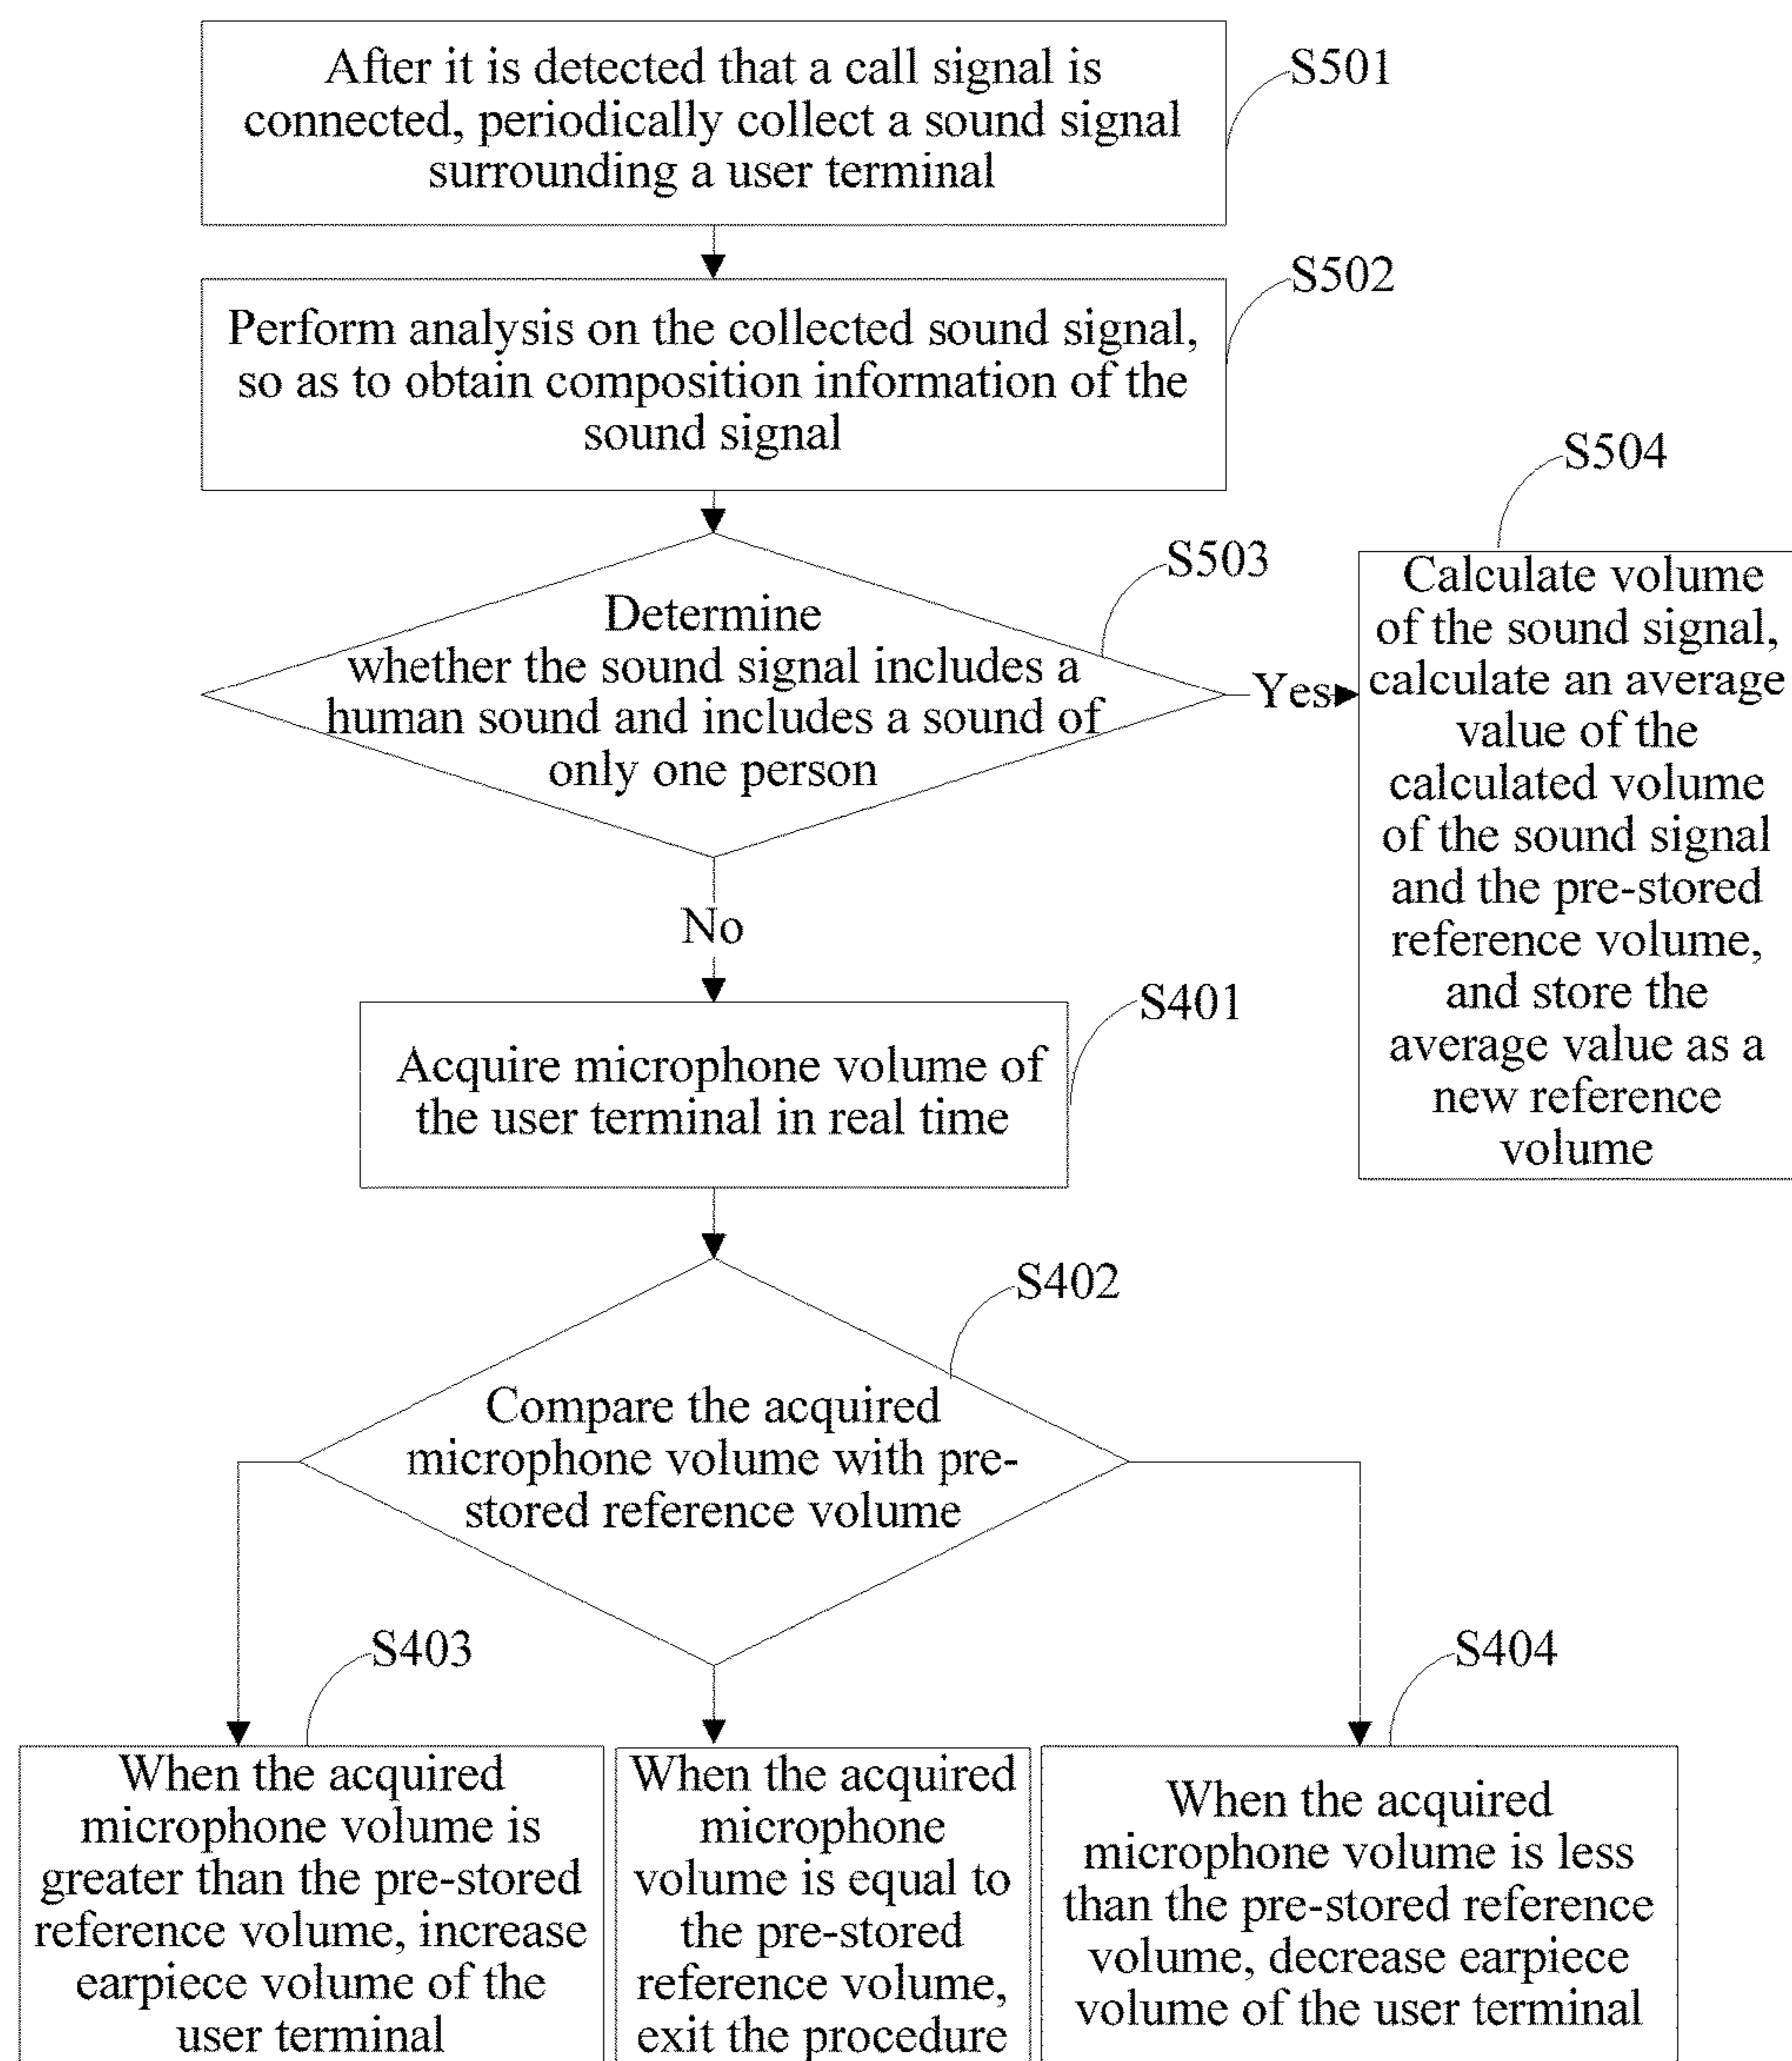 After it is detected that a call signal is
connected, periodically collect a sound signal
surrounding a user terminal
S501
Perform analysis on the collected sound signal,
so as to obtain composition information of the
sound signal
S502
Determine
whether the sound signal includes a
human sound and includes a sound of
only one person
S503
Yes
S504
Calculate volume
of the sound signal,
calculate an average
value of the
calculated volume
of the sound signal
and the pre-stored
reference volume,
and store the
average value as a
new reference
volume
No
Acquire microphone volume of
the user terminal in real time
S401
Compare the acquired
microphone volume with pre-
stored reference volume
S402
S403
When the acquired
microphone volume is
greater than the pre-stored
reference volume, increase
earpiece volume of the
user terminal
When the acquired
microphone
volume is equal to
the pre-stored
reference volume,
exit the procedure
S404
When the acquired
microphone volume is less
than the pre-stored reference
volume, decrease earpiece
volume of the user terminal